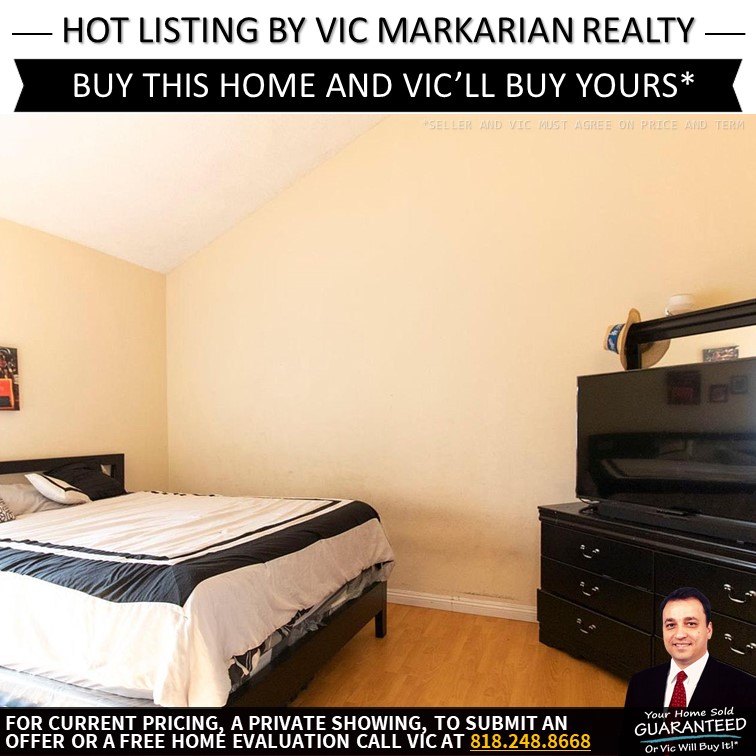 HOT LISTING BY VIC MARKARIAN REALTY
BUY THIS HOME AND VIC'LL BUY YOURS*
*SELLER AND VIC MUST AGREE ON PRICE AND TERM
Your Home Sold
GUARANTEED
Or Vic Will Buy It!
FOR CURRENT PRICING, A PRIVATE SHOWING, TO SUBMIT AN
OFFER OR A FREE HOME EVALUATION CALL VIC AT 818.248.8668